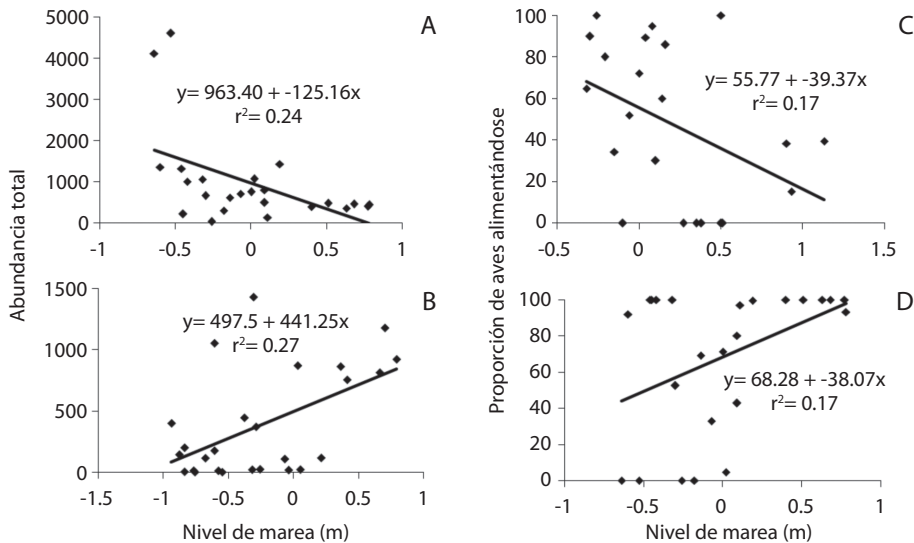 A
5000
4000
3000
2000
1000
0
-1
-0.5
0
0.5
1
y= 963.40 + -125.16x
r²= 0.24
Abundancia total
B
1500
1000
500
0
-1.5
-1
-0.5
0
0.5
1
y= 497.5 + 441.25x
r²= 0.27
Nivel de marea (m)
C
100
80
60
40
20
0
-0.5
0
0.5
1
1.5
y= 55.77 + -39.37x
r²= 0.17
Proporción de aves alimentándose
D
100
80
60
40
20
0
-1
-0.5
0
0.5
1
y= 68.28 + -38.07x
r²= 0.17
Nivel de marea (m)